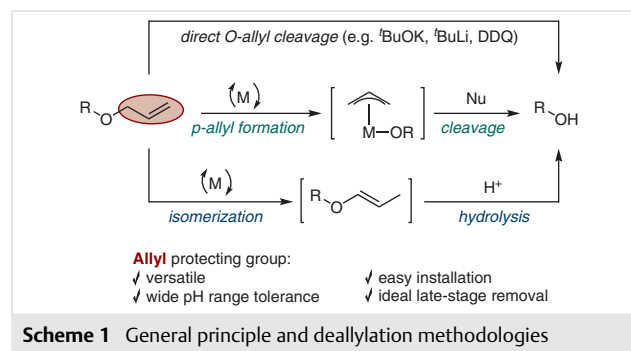 direct O-allyl cleavage (e.g. ᵗBuOK, ᵗBuLi, DDQ)
R
O
(M)
p-allyl formation
M—OR
Nu
cleavage
R
OH
(M)
isomerization
R
O
H⁺
hydrolysis
Allyl protecting group:
✓ versatile
✓ easy installation
✓ wide pH range tolerance
✓ ideal late-stage removal
Scheme 1 General principle and deallylation methodologies